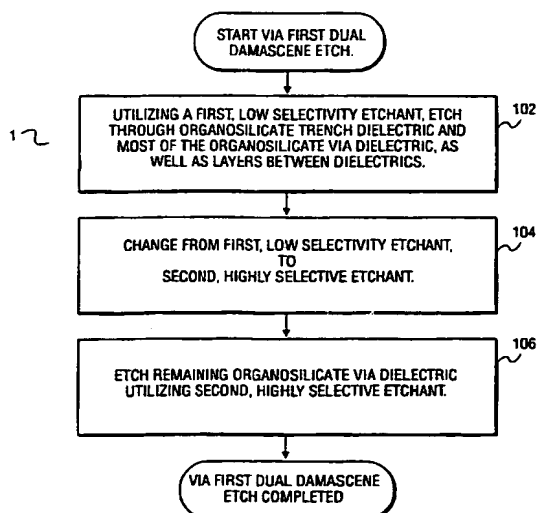 START VIA FIRST DUAL
DAMASCENE ETCH.
102
UTILIZING A FIRST, LOW SELECTIVITY ETCHANT, ETCH
THROUGH ORGANOSILICATE TRENCH DIELECTRIC AND
MOST OF THE ORGANOSILICATE VIA DIELECTRIC, AS
WELL AS LAYERS BETWEEN DIELECTRICS.
1
104
CHANGE FROM FIRST, LOW SELECTIVITY ETCHANT,
TO
SECOND, HIGHLY SELECTIVE ETCHANT.
106
ETCH REMAINING ORGANOSILICATE VIA DIELECTRIC
UTILIZING SECOND, HIGHLY SELECTIVE ETCHANT.
VIA FIRST DUAL DAMASCENE
ETCH COMPLETED